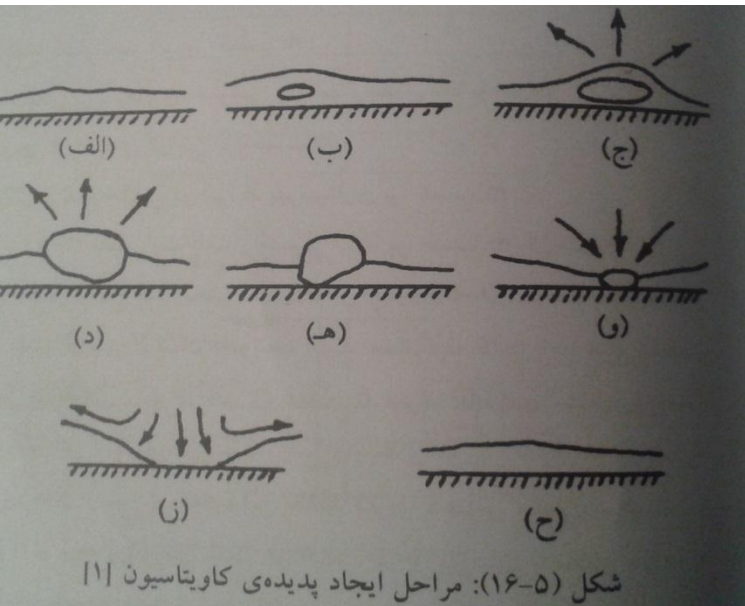 (الف) (ب) (ج)
(د) (هـ) (و)
(ز) (ح)
شکل (۵-۱۶): مراحل ایجاد پدیده‌ی کاویتاسیون [۱]